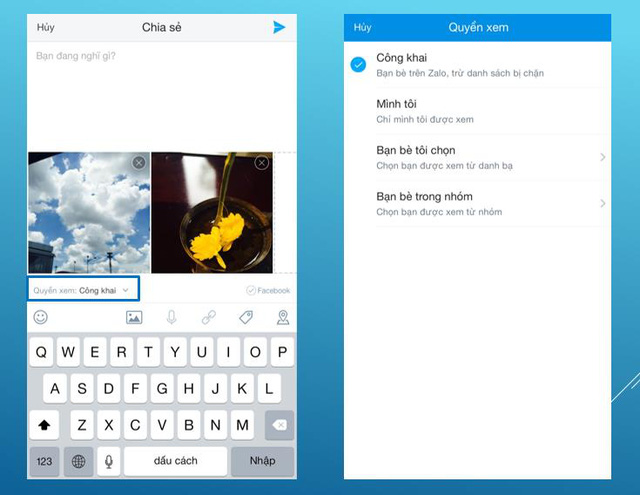 Hủy
Chia sẻ
Bạn đang nghĩ gì?
Quyền xem: Công khai
Facebook
Q W E R T Y U I O P
A S D F G H J K L
Z X C V B N M
123
dấu cách
Nhập
Hủy
Quyền xem
Công khai
Bạn bè trên Zalo, trừ danh sách bị chặn
Mình tôi
Chỉ mình tôi được xem
Bạn bè tôi chọn
Chọn bạn được xem từ danh bạ
Bạn bè trong nhóm
Chọn bạn được xem từ nhóm